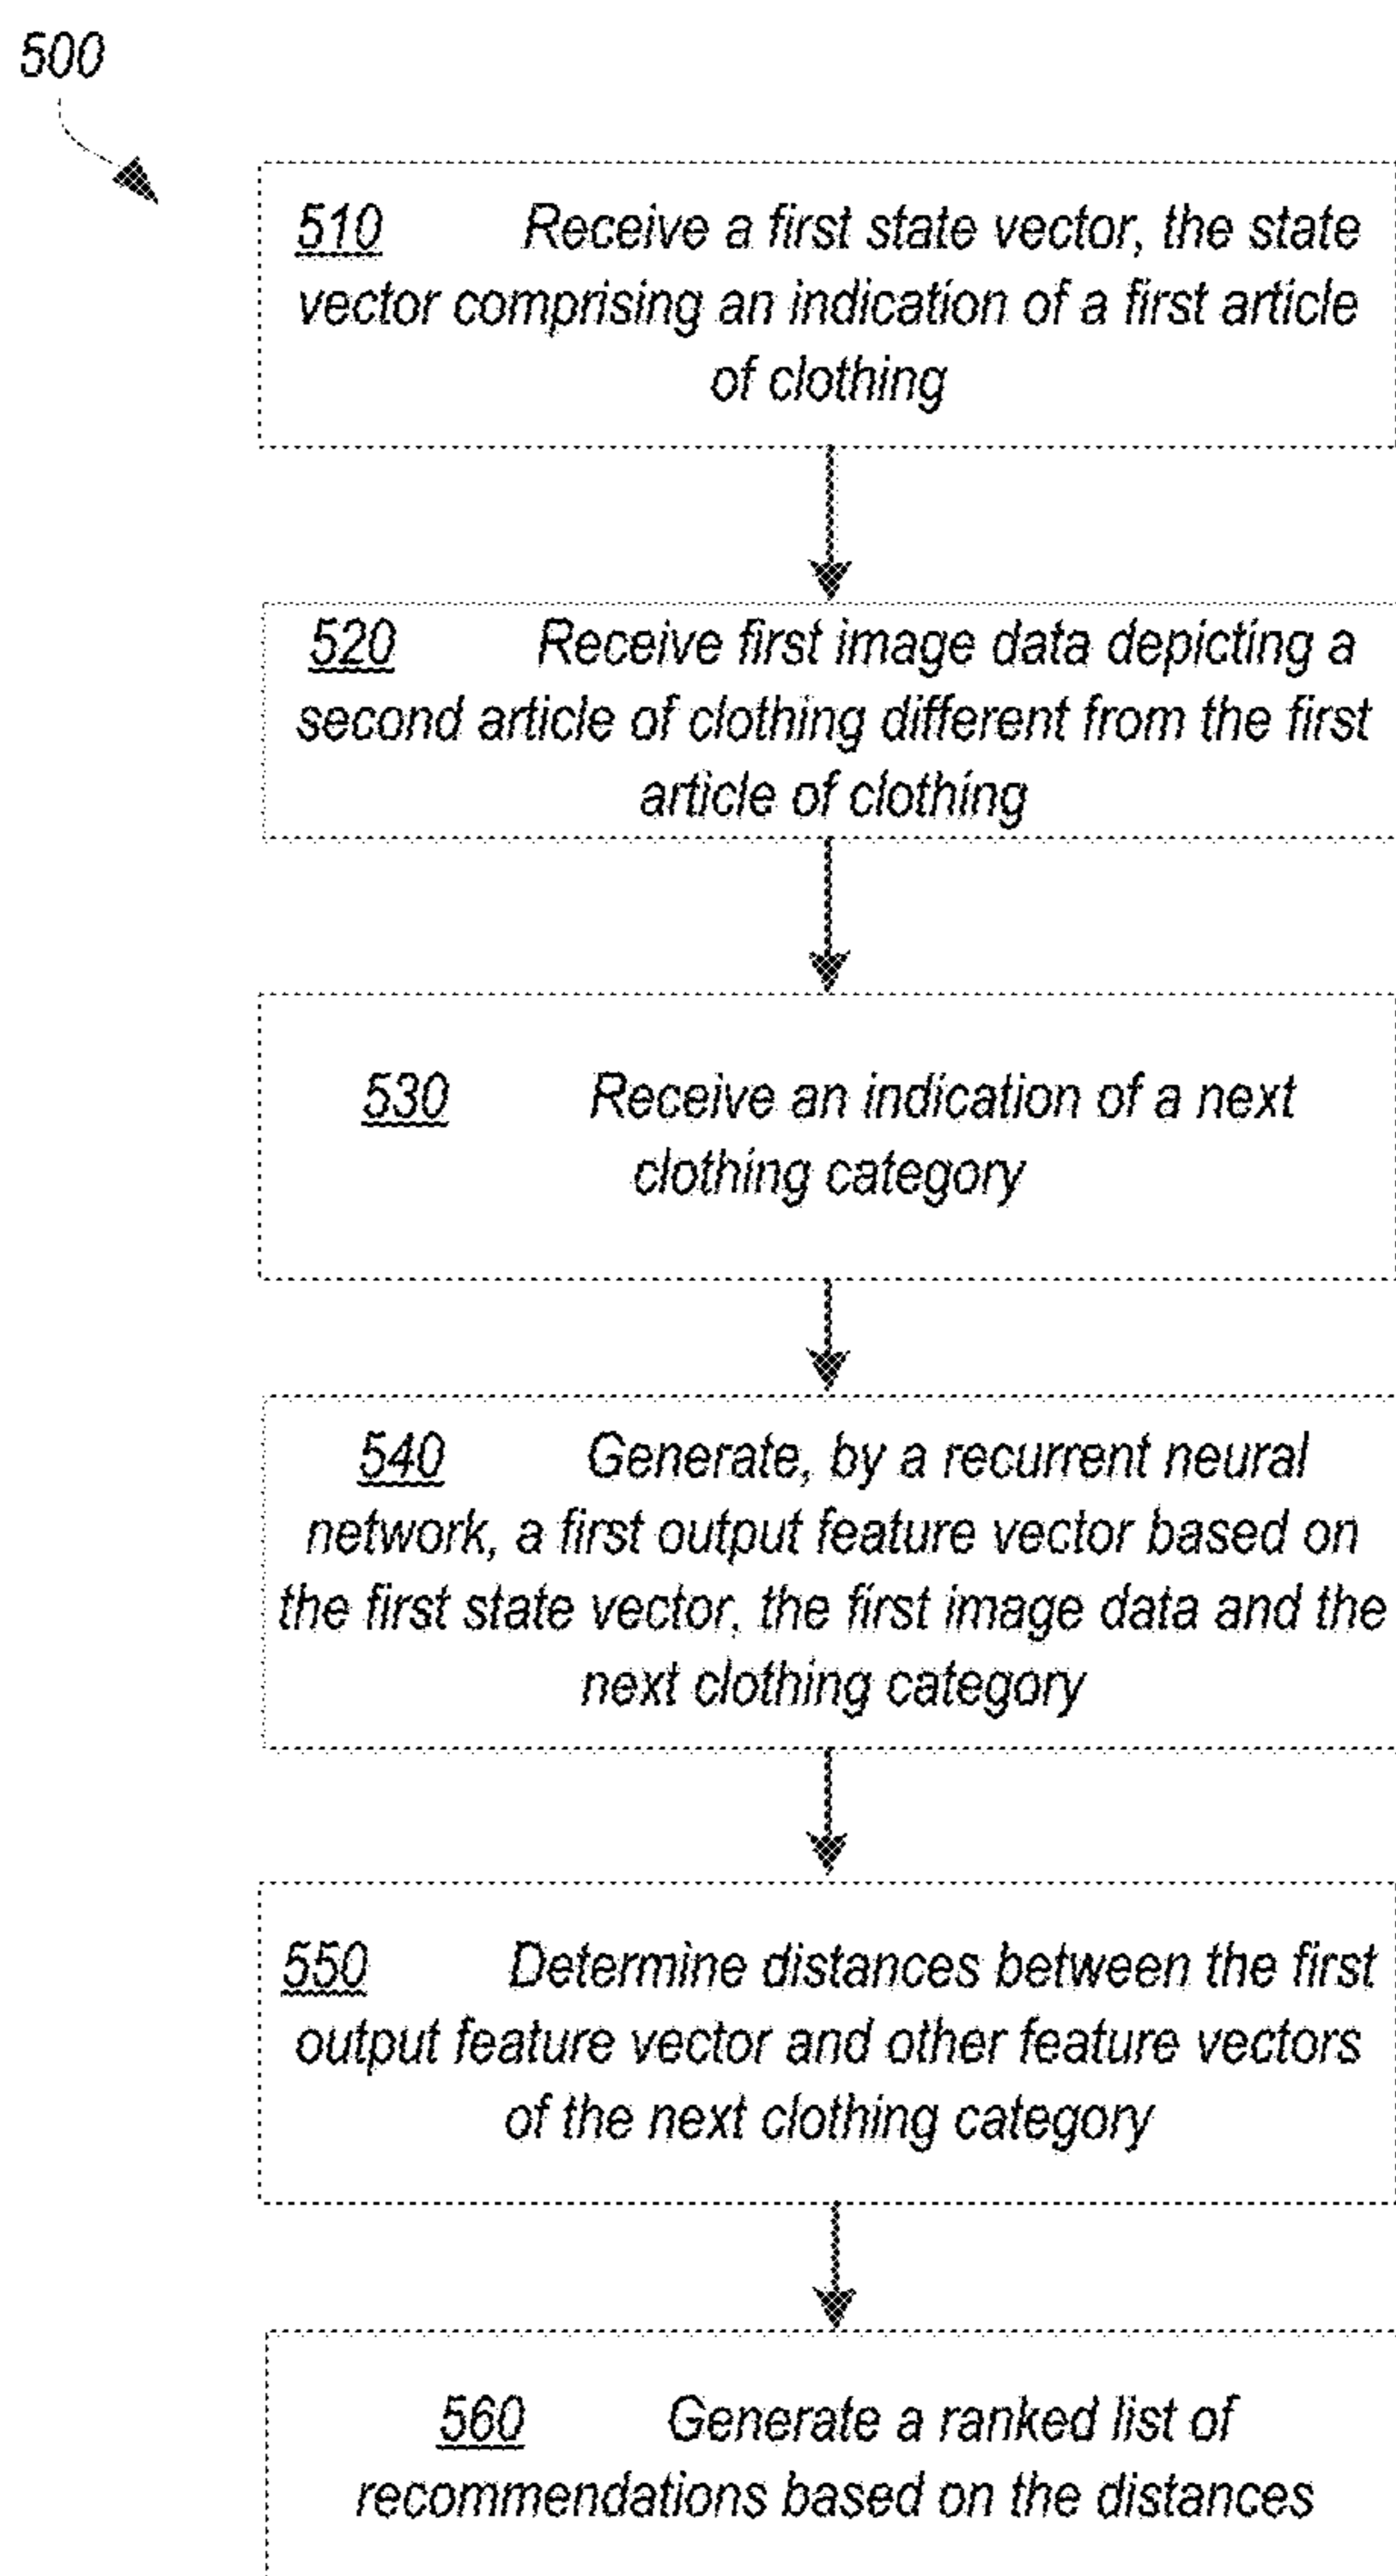 500
510 Receive a first state vector, the state
vector comprising an indication of a first article
of clothing
520 Receive first image data depicting a
second article of clothing different from the first
article of clothing
530 Receive an indication of a next
clothing category
540 Generate, by a recurrent neural
network, a first output feature vector based on
the first state vector, the first image data and the
next clothing category
550 Determine distances between the first
output feature vector and other feature vectors
of the next clothing category
560 Generate a ranked list of
recommendations based on the distances